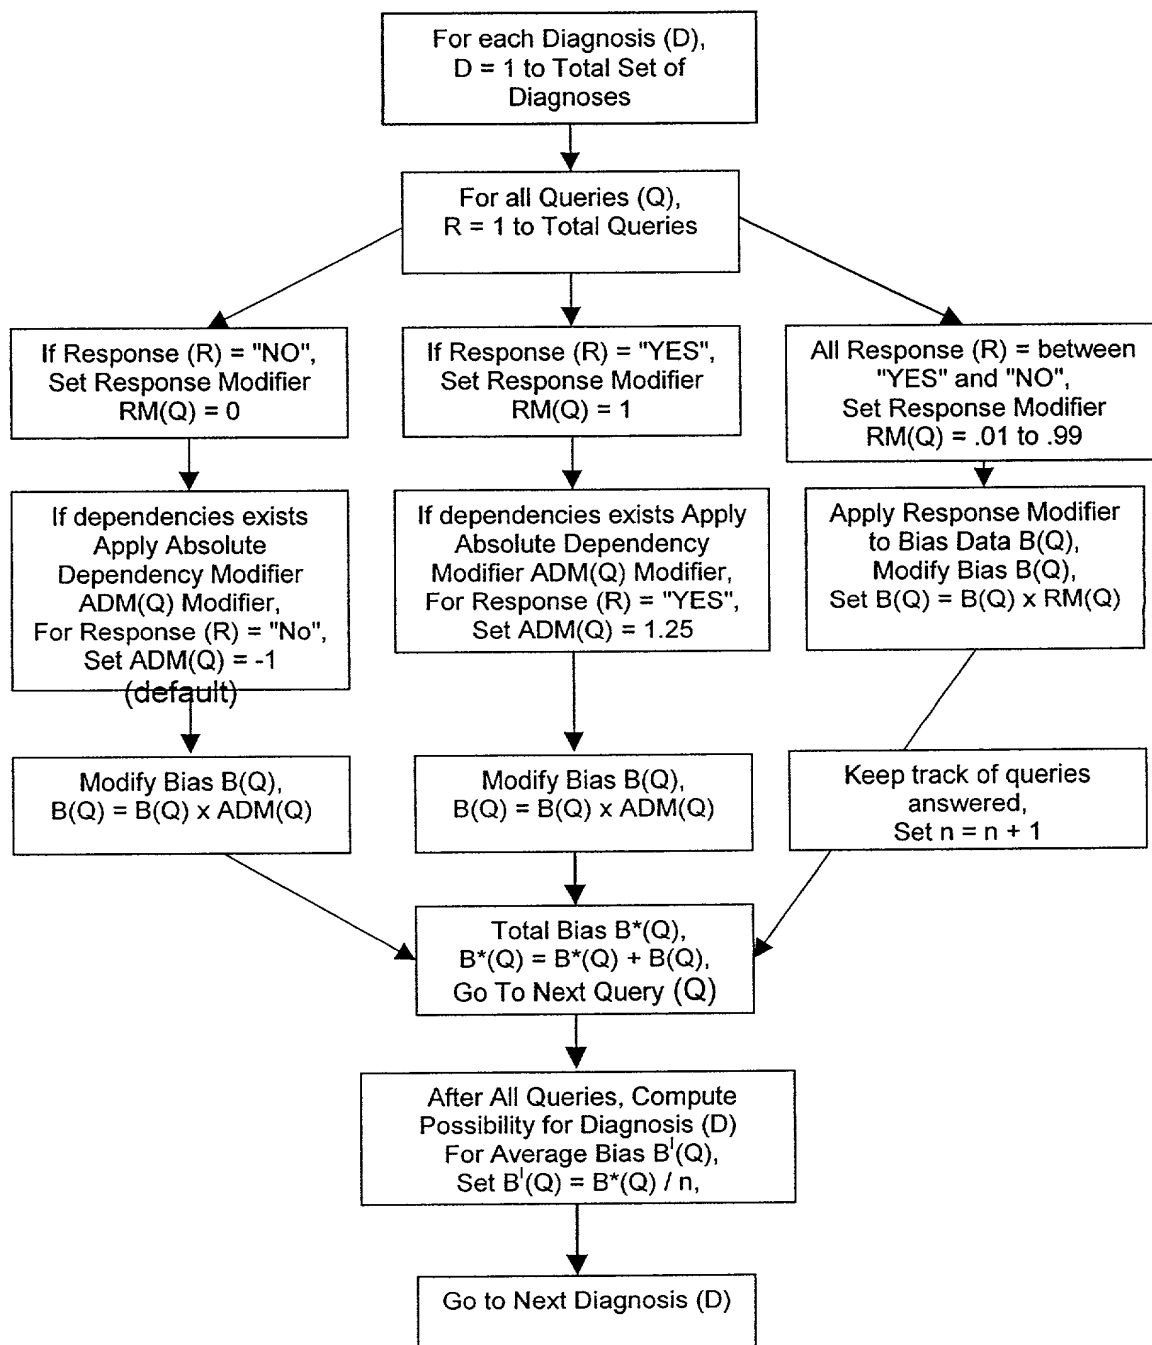 For each Diagnosis (D),
D = 1 to Total Set of
Diagnoses
For all Queries (Q),
R = 1 to Total Queries
If Response (R) = "NO",
Set Response Modifier
RM(Q) = 0
If Response (R) = "YES",
Set Response Modifier
RM(Q) = 1
All Response (R) = between
"YES" and "NO",
Set Response Modifier
RM(Q) = .01 to .99
If dependencies exists
Apply Absolute
Dependency Modifier
ADM(Q) Modifier,
For Response (R) = "No",
Set ADM(Q) = -1
(default)
If dependencies exists Apply
Absolute Dependency
Modifier ADM(Q) Modifier,
For Response (R) = "YES",
Set ADM(Q) = 1.25
Apply Response Modifier
to Bias Data B(Q),
Modify Bias B(Q),
Set B(Q) = B(Q) x RM(Q)
Modify Bias B(Q),
B(Q) = B(Q) x ADM(Q)
Modify Bias B(Q),
B(Q) = B(Q) x ADM(Q)
Keep track of queries
answered,
Set n = n + 1
Total Bias B*(Q),
B*(Q) = B*(Q) + B(Q),
Go To Next Query (Q)
After All Queries, Compute
Possibility for Diagnosis (D)
For Average Bias B^I(Q),
Set B^I(Q) = B*(Q) / n,
Go to Next Diagnosis (D)